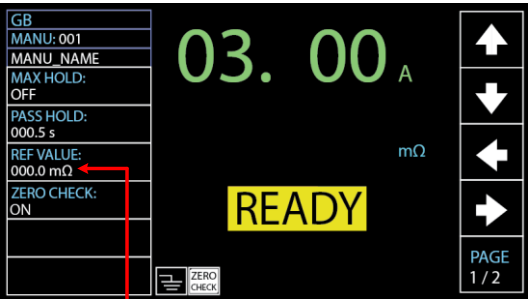 GB
MANU: 001
MANU_NAME
MAX HOLD:
OFF
PASS HOLD:
000.5 s
REF VALUE:
000.0 mΩ
ZERO CHECK:
ON
03. 00 A
mΩ
READY
ZERO
CHECK
PAGE
1 / 2